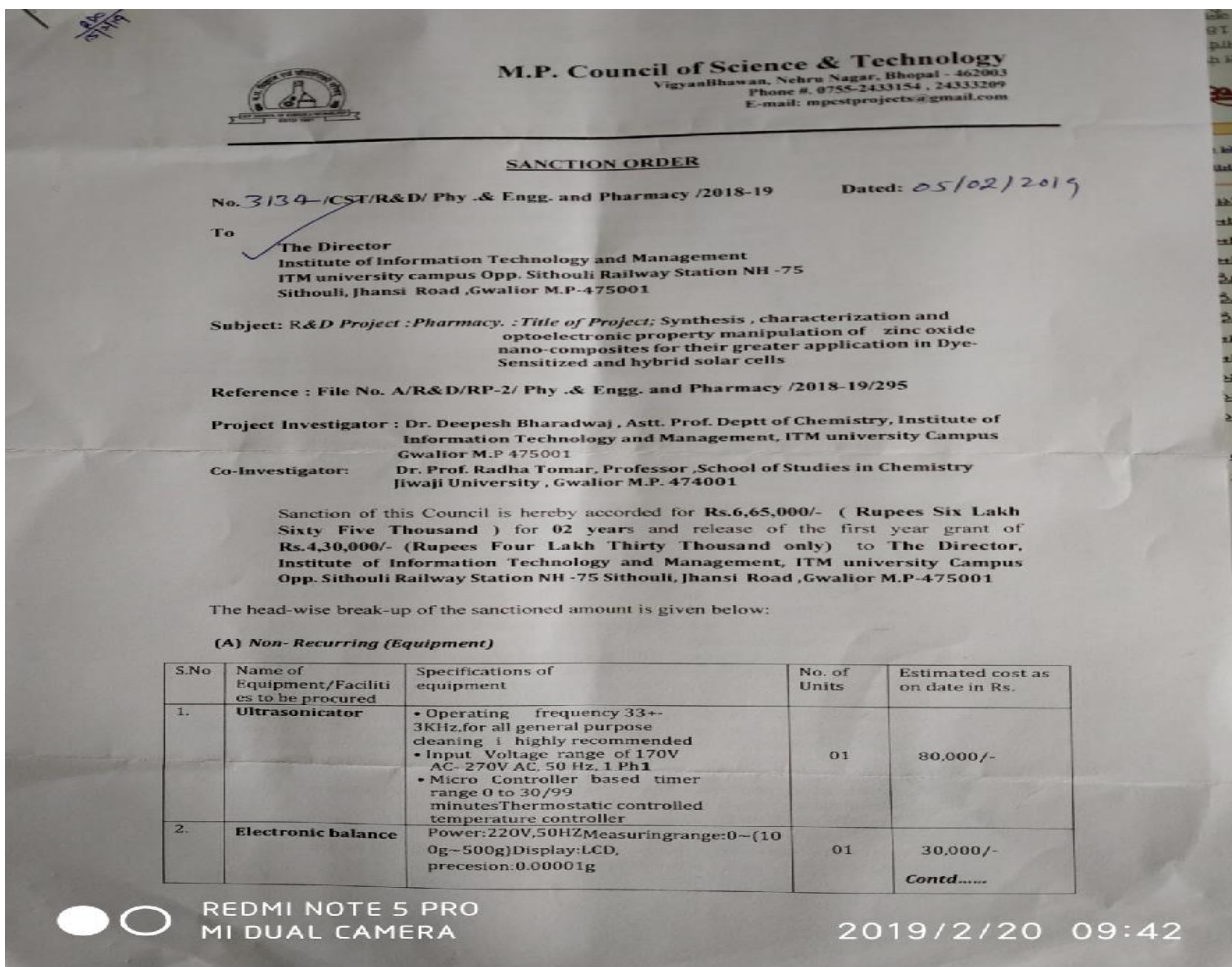 RDC
15/2/19
M.P. Council of Science & Technology
VigyanBhawan, Nehru Nagar, Bhopal - 462003
Phone #. 0755-2433154 , 24333209
E-mail: mpcstprojects@gmail.com
SANCTION ORDER
No. 3134-/CST/R&D/ Phy .& Engg. and Pharmacy /2018-19 Dated: 05/02/2019
To
The Director
Institute of Information Technology and Management
ITM university campus Opp. Sithouli Railway Station NH -75
Sithouli, Jhansi Road ,Gwalior M.P-475001
Subject: R&D Project :Pharmacy. :Title of Project; Synthesis , characterization and
optoelectronic property manipulation of zinc oxide
nano-composites for their greater application in Dye-
Sensitized and hybrid solar cells
Reference : File No. A/R&D/RP-2/ Phy .& Engg. and Pharmacy /2018-19/295
Project Investigator : Dr. Deepesh Bharadwaj , Astt. Prof. Deptt of Chemistry, Institute of
Information Technology and Management, ITM university Campus
Gwalior M.P 475001
Co-Investigator: Dr. Prof. Radha Tomar, Professor ,School of Studies in Chemistry
Jiwaji University , Gwalior M.P. 474001
Sanction of this Council is hereby accorded for Rs.6,65,000/- ( Rupees Six Lakh
Sixty Five Thousand ) for 02 years and release of the first year grant of
Rs.4,30,000/- (Rupees Four Lakh Thirty Thousand only) to The Director,
Institute of Information Technology and Management, ITM university Campus
Opp. Sithouli Railway Station NH -75 Sithouli, Jhansi Road ,Gwalior M.P-475001
The head-wise break-up of the sanctioned amount is given below:
(A) Non- Recurring (Equipment)
S.No Name of Specifications of No. of Estimated cost as
Equipment/Faciliti equipment Units on date in Rs.
es to be procured
1. Ultrasonicator • Operating frequency 33+-
3KHz,for all general purpose
cleaning i highly recommended
• Input Voltage range of 170V 01 80,000/-
AC- 270V AC, 50 Hz, 1 Ph1
• Micro Controller based timer
range 0 to 30/99
minutesThermostatic controlled
temperature controller
2. Electronic balance Power:220V,50HZMeasuringrange:0~(10
0g~500g)Display:LCD, 01 30,000/-
precesion:0.00001g
Contd......
REDMI NOTE 5 PRO
MI DUAL CAMERA 2019/2/20 09:42